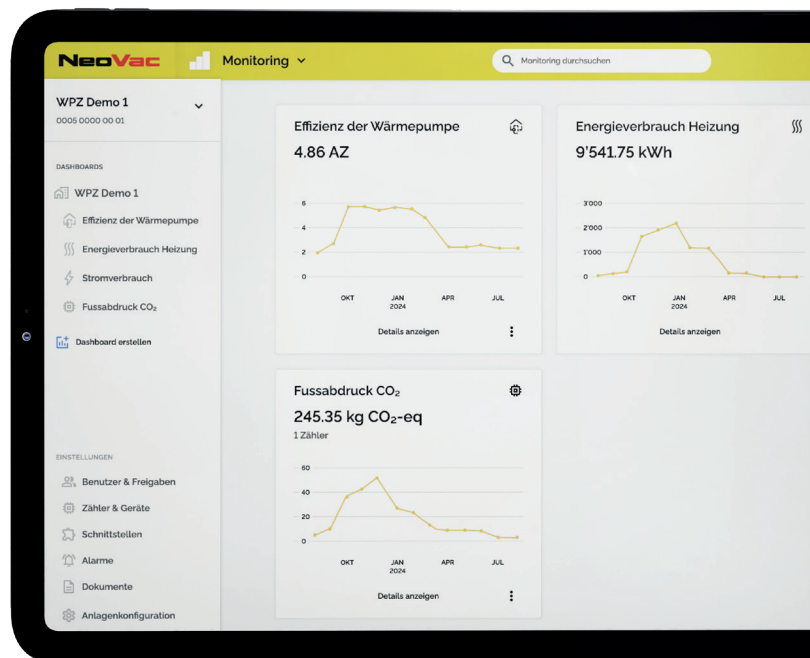 NeoVac
Monitoring
Monitoring durchsuchen
WPZ Demo 1
0005 0000 00 01
DASHBOARDS
WPZ Demo 1
Effizienz der Wärmepumpe
Energieverbrauch Heizung
Stromverbrauch
Fussabdruck CO₂
Dashboard erstellen
EINSTELLUNGEN
Benutzer & Freigaben
Zähler & Geräte
Schnittstellen
Alarme
Dokumente
Anlagenkonfiguration
Effizienz der Wärmepumpe
4.86 AZ
6
4
2
0
OKT JAN APR JUL
2024
Details anzeigen
Energieverbrauch Heizung
9'541.75 kWh
3'000
2'000
1'000
0
OKT JAN APR JUL
2024
Details anzeigen
Fussabdruck CO₂
245.35 kg CO₂-eq
1 Zähler
60
40
20
0
OKT JAN APR JUL
2024
Details anzeigen